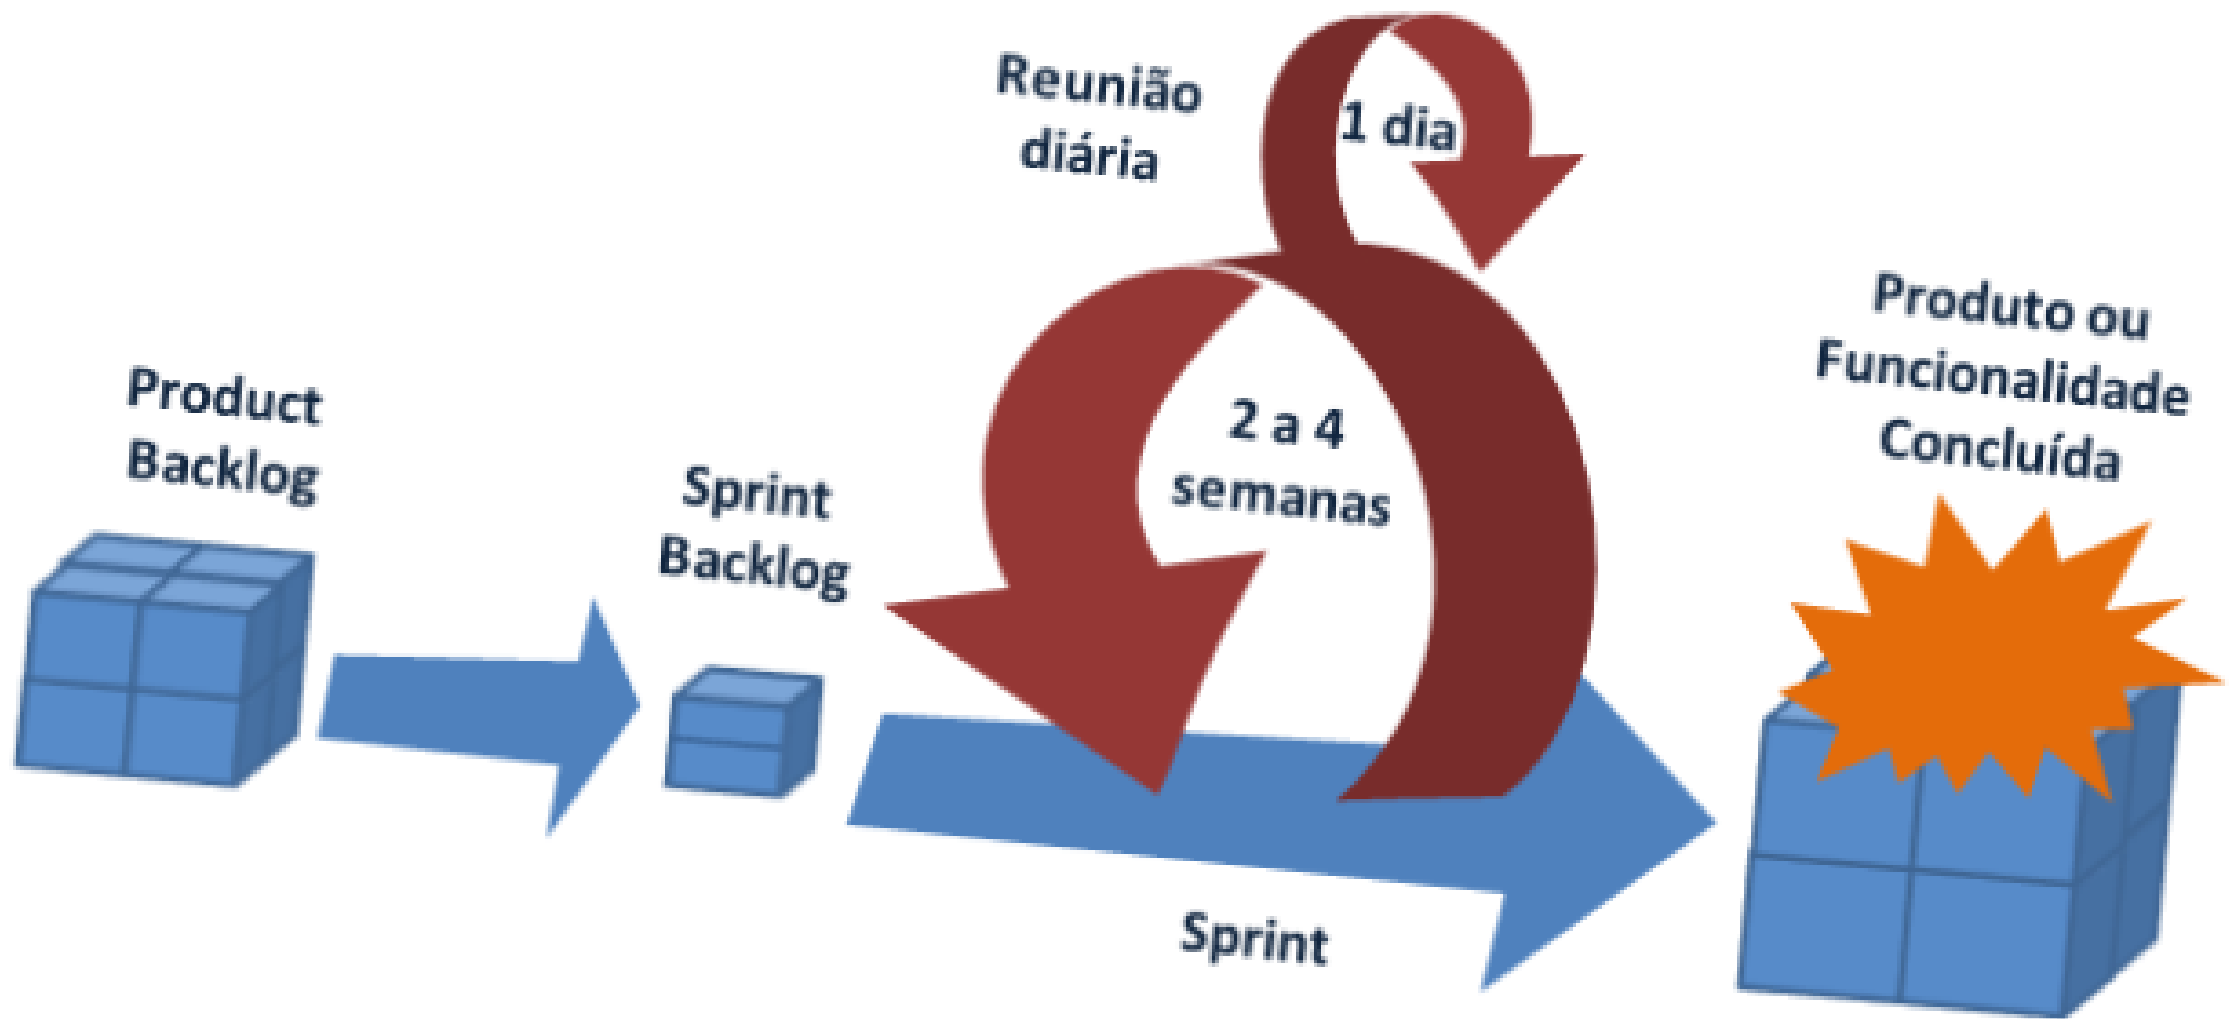 Product
Backlog
Sprint
Backlog
Reunião
diária
1 dia
2 a 4
semanas
Sprint
Produto ou
Funcionalidade
Concluída